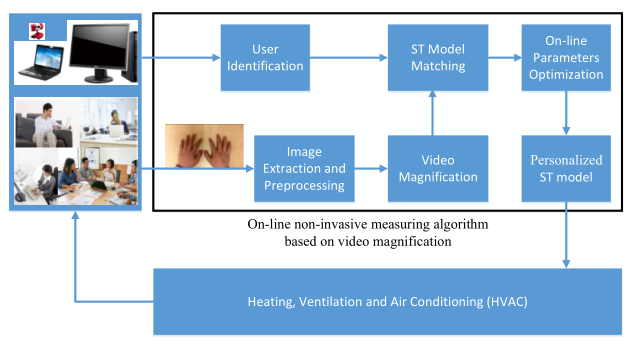 User
Identification
ST Model
Matching
On-line
Parameters
Optimization
Image
Extraction and
Preprocessing
Video
Magnification
Personalized
ST model
On-line non-invasive measuring algorithm
based on video magnification
Heating, Ventilation and Air Conditioning (HVAC)